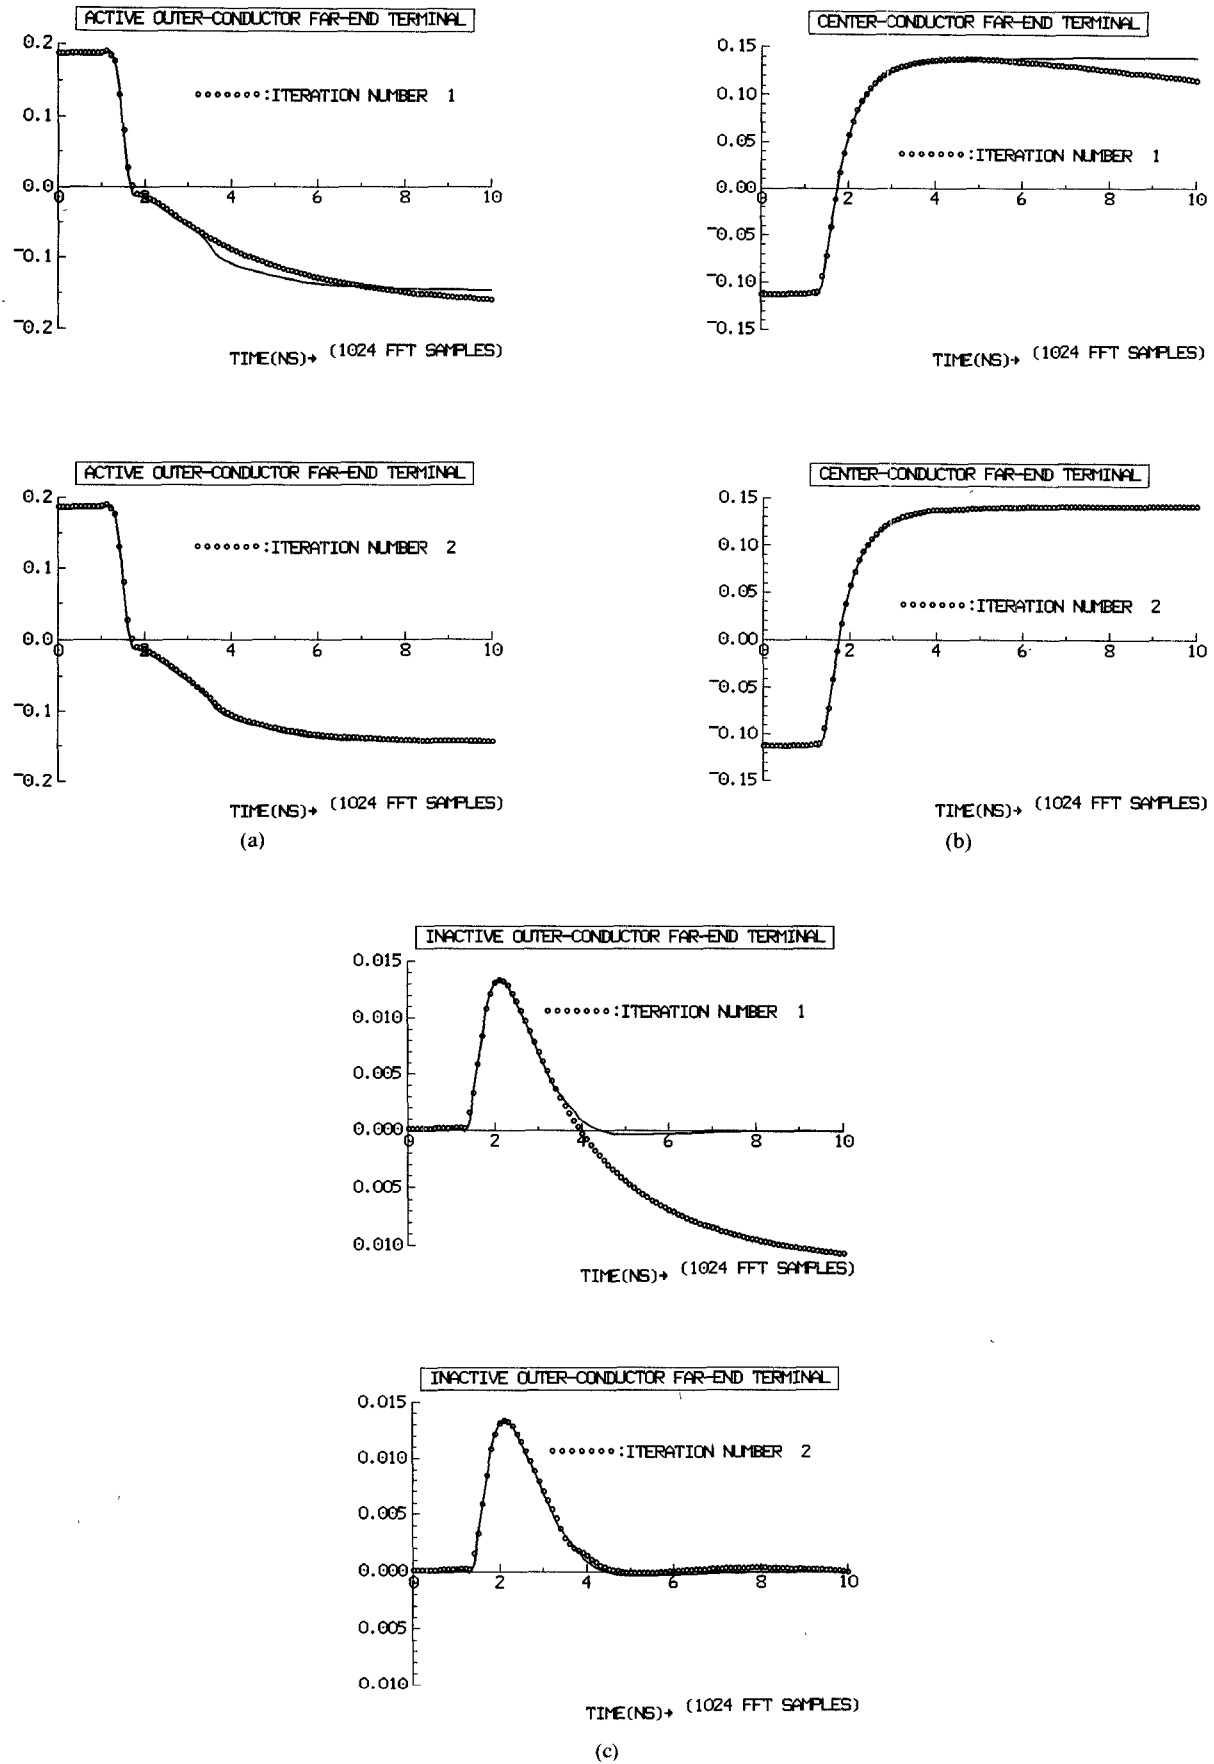 ACTIVE OUTER-CONDUCTOR FAR-END TERMINAL
0.2
ooooooo:ITERATION NUMBER 1
0.1
0.0
0 2 4 6 8 10
‾0.1
‾0.2
TIME(NS)→ (1024 FFT SAMPLES)
CENTER-CONDUCTOR FAR-END TERMINAL
0.15
0.10
0.05
ooooooo:ITERATION NUMBER 1
0.00
0 2 4 6 8 10
‾0.05
‾0.10
‾0.15
TIME(NS)→ (1024 FFT SAMPLES)
ACTIVE OUTER-CONDUCTOR FAR-END TERMINAL
0.2
ooooooo:ITERATION NUMBER 2
0.1
0.0
0 2 4 6 8 10
‾0.1
‾0.2
TIME(NS)→ (1024 FFT SAMPLES)
(a)
CENTER-CONDUCTOR FAR-END TERMINAL
0.15
0.10
0.05
ooooooo:ITERATION NUMBER 2
0.00
0 2 4 6 8 10
‾0.05
‾0.10
‾0.15
TIME(NS)→ (1024 FFT SAMPLES)
(b)
INACTIVE OUTER-CONDUCTOR FAR-END TERMINAL
0.015
ooooooo:ITERATION NUMBER 1
0.010
0.005
0.000
0 2 4 6 8 10
0.005
0.010
TIME(NS)→ (1024 FFT SAMPLES)
INACTIVE OUTER-CONDUCTOR FAR-END TERMINAL
0.015
ooooooo:ITERATION NUMBER 2
0.010
0.005
0.000
0 2 4 6 8 10
0.005
0.010
TIME(NS)→ (1024 FFT SAMPLES)
(c)